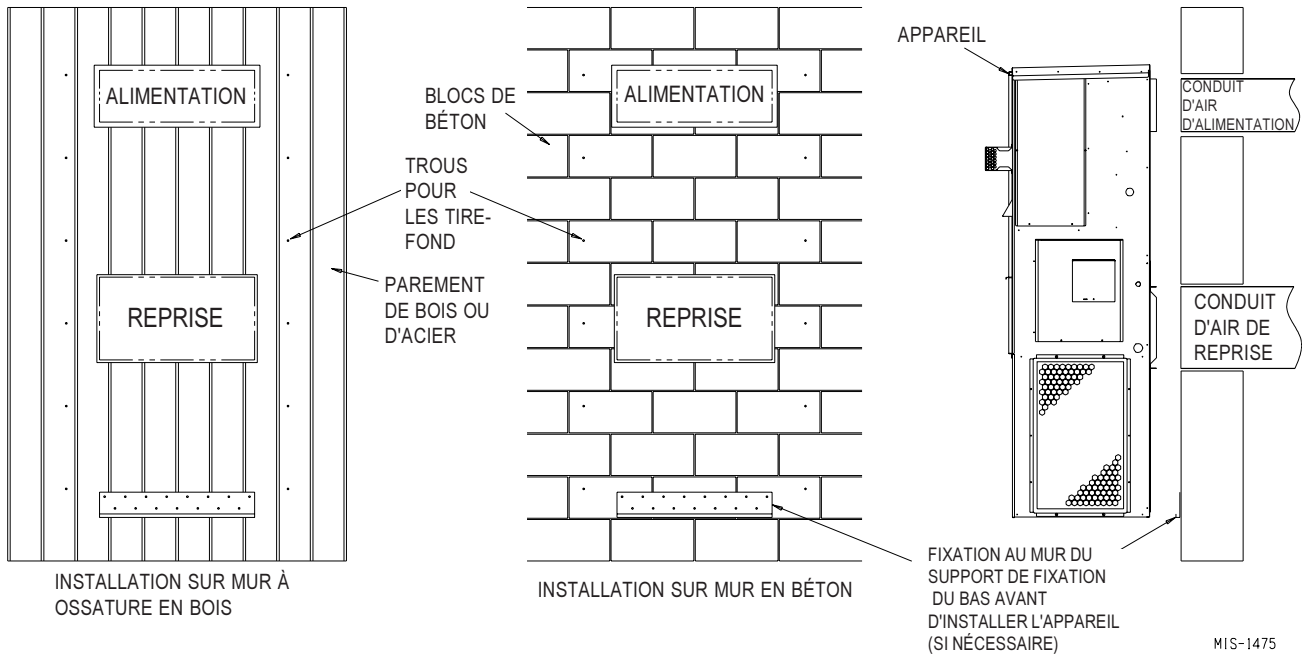 ALIMENTATION
REPRISE
INSTALLATION SUR MUR À
OSSATURE EN BOIS
BLOCS DE
BÉTON
TROUS
POUR
LES TIRE-
FOND
PAREMENT
DE BOIS OU
D'ACIER
ALIMENTATION
REPRISE
INSTALLATION SUR MUR EN BÉTON
APPAREIL
CONDUIT
D'AIR
D'ALIMENTATION
CONDUIT
D'AIR DE
REPRISE
FIXATION AU MUR DU
SUPPORT DE FIXATION
DU BAS AVANT
D'INSTALLER L'APPAREIL
(SI NÉCESSAIRE)
MIS-1475